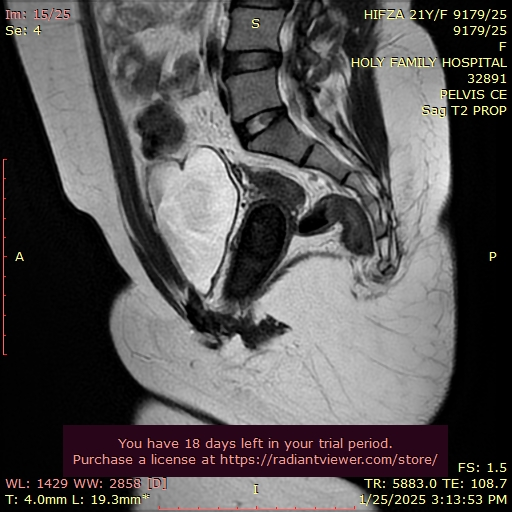 Im: 15/25
Se: 4
S
HIFZA 21Y/F 9179/25
9179/25
F
HOLY FAMILY HOSPITAL
32891
PELVIS CE
Sag T2 PROP
A
P
You have 18 days left in your trial period.
Purchase a license at https://radiantviewer.com/store/
WL: 1429 WW: 2858 [D]
T: 4.0mm L: 19.3mm*
I
FS: 1.5
TR: 5883.0 TE: 108.7
1/25/2025 3:13:53 PM